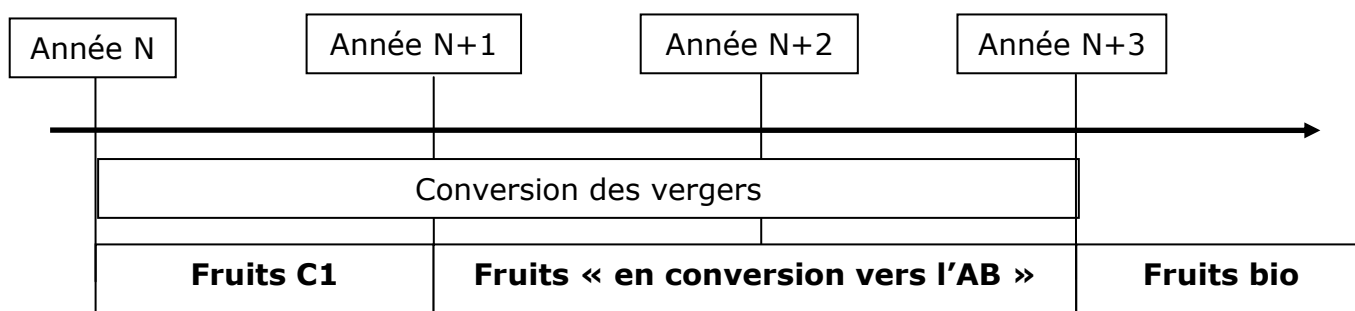 Année N Année N+1 Année N+2 Année N+3
Conversion des vergers
Fruits C1 Fruits « en conversion vers l’AB » Fruits bio